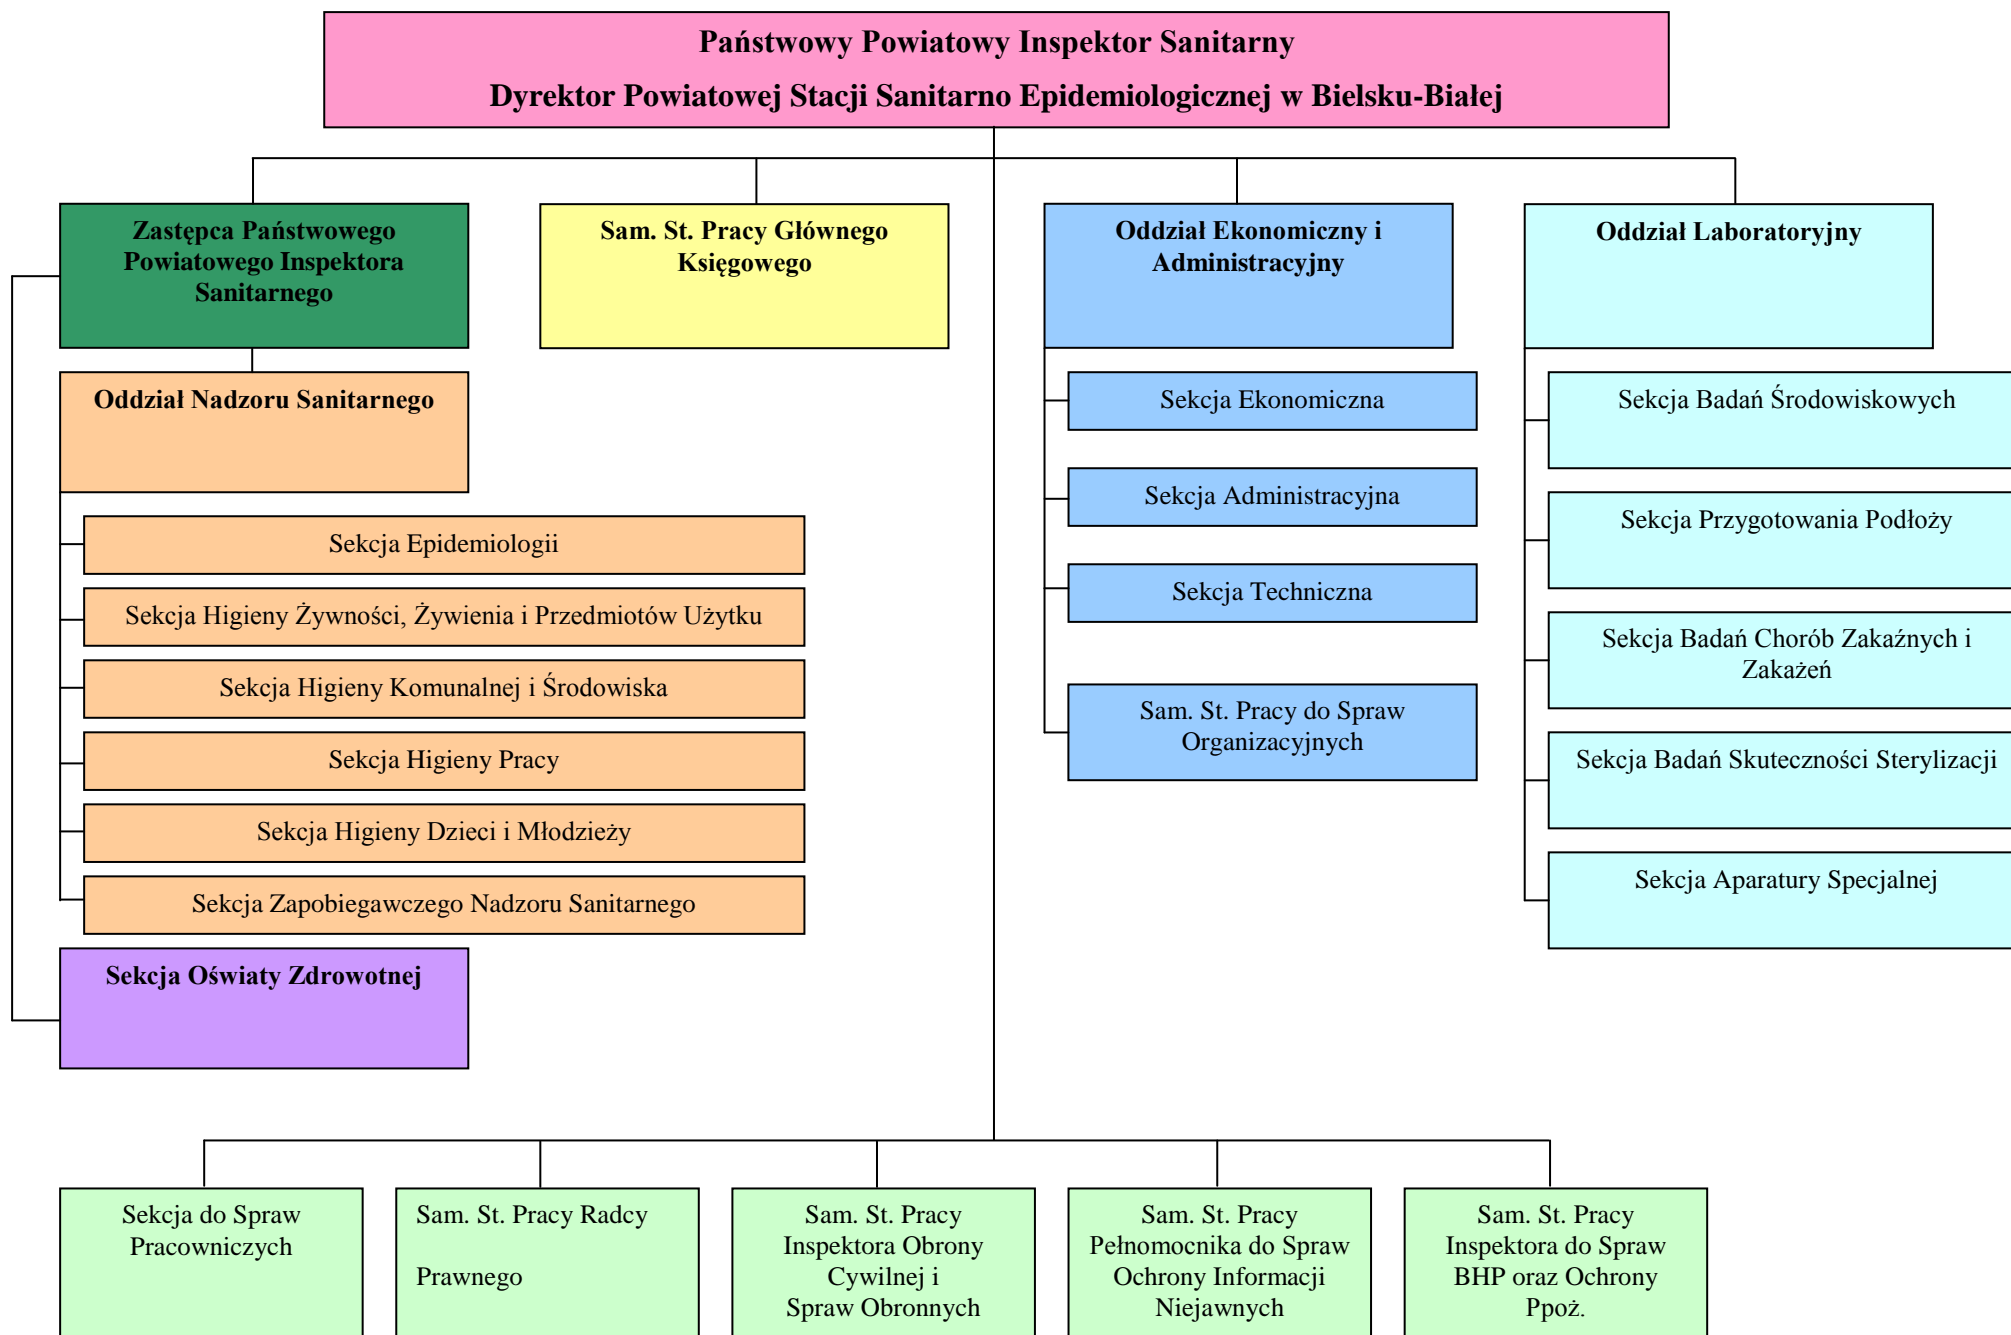 Państwowy Powiatowy Inspektor Sanitarny
Dyrektor Powiatowej Stacji Sanitarno Epidemiologicznej w Bielsku-Białej
Zastępca Państwowego
Powiatowego Inspektora
Sanitarnego
Sam. St. Pracy Głównego
Księgowego
Oddział Ekonomiczny i
Administracyjny
Oddział Laboratoryjny
Oddział Nadzoru Sanitarnego
Sekcja Epidemiologii
Sekcja Higieny Żywności, Żywienia i Przedmiotów Użytku
Sekcja Higieny Komunalnej i Środowiska
Sekcja Higieny Pracy
Sekcja Higieny Dzieci i Młodzieży
Sekcja Zapobiegawczego Nadzoru Sanitarnego
Sekcja Oświaty Zdrowotnej
Sekcja Ekonomiczna
Sekcja Administracyjna
Sekcja Techniczna
Sam. St. Pracy do Spraw
Organizacyjnych
Sekcja Badań Środowiskowych
Sekcja Przygotowania Podłoży
Sekcja Badań Chorób Zakaźnych i
Zakażeń
Sekcja Badań Skuteczności Sterylizacji
Sekcja Aparatury Specjalnej
Sekcja do Spraw
Pracowniczych
Sam. St. Pracy Radcy
Prawnego
Sam. St. Pracy
Inspektora Obrony
Cywilnej i
Spraw Obronnych
Sam. St. Pracy
Pełnomocnika do Spraw
Ochrony Informacji
Niejawnych
Sam. St. Pracy
Inspektora do Spraw
BHP oraz Ochrony
Ppoż.